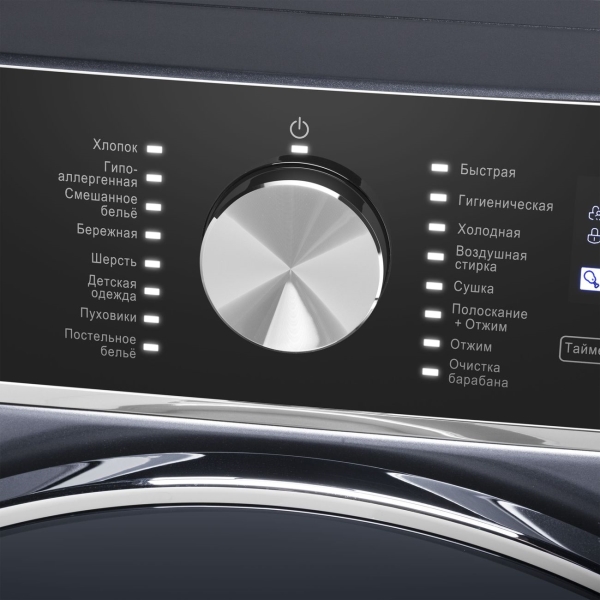 Хлопок
Гипо-
аллергенная
Смешанное
бельё
Бережная
Шерсть
Детская
одежда
Пуховики
Постельное
бельё
Быстрая
Гигиеническая
Холодная
Воздушная
стирка
Сушка
Полоскание
+ Отжим
Отжим
Очистка
барабана
Тайме